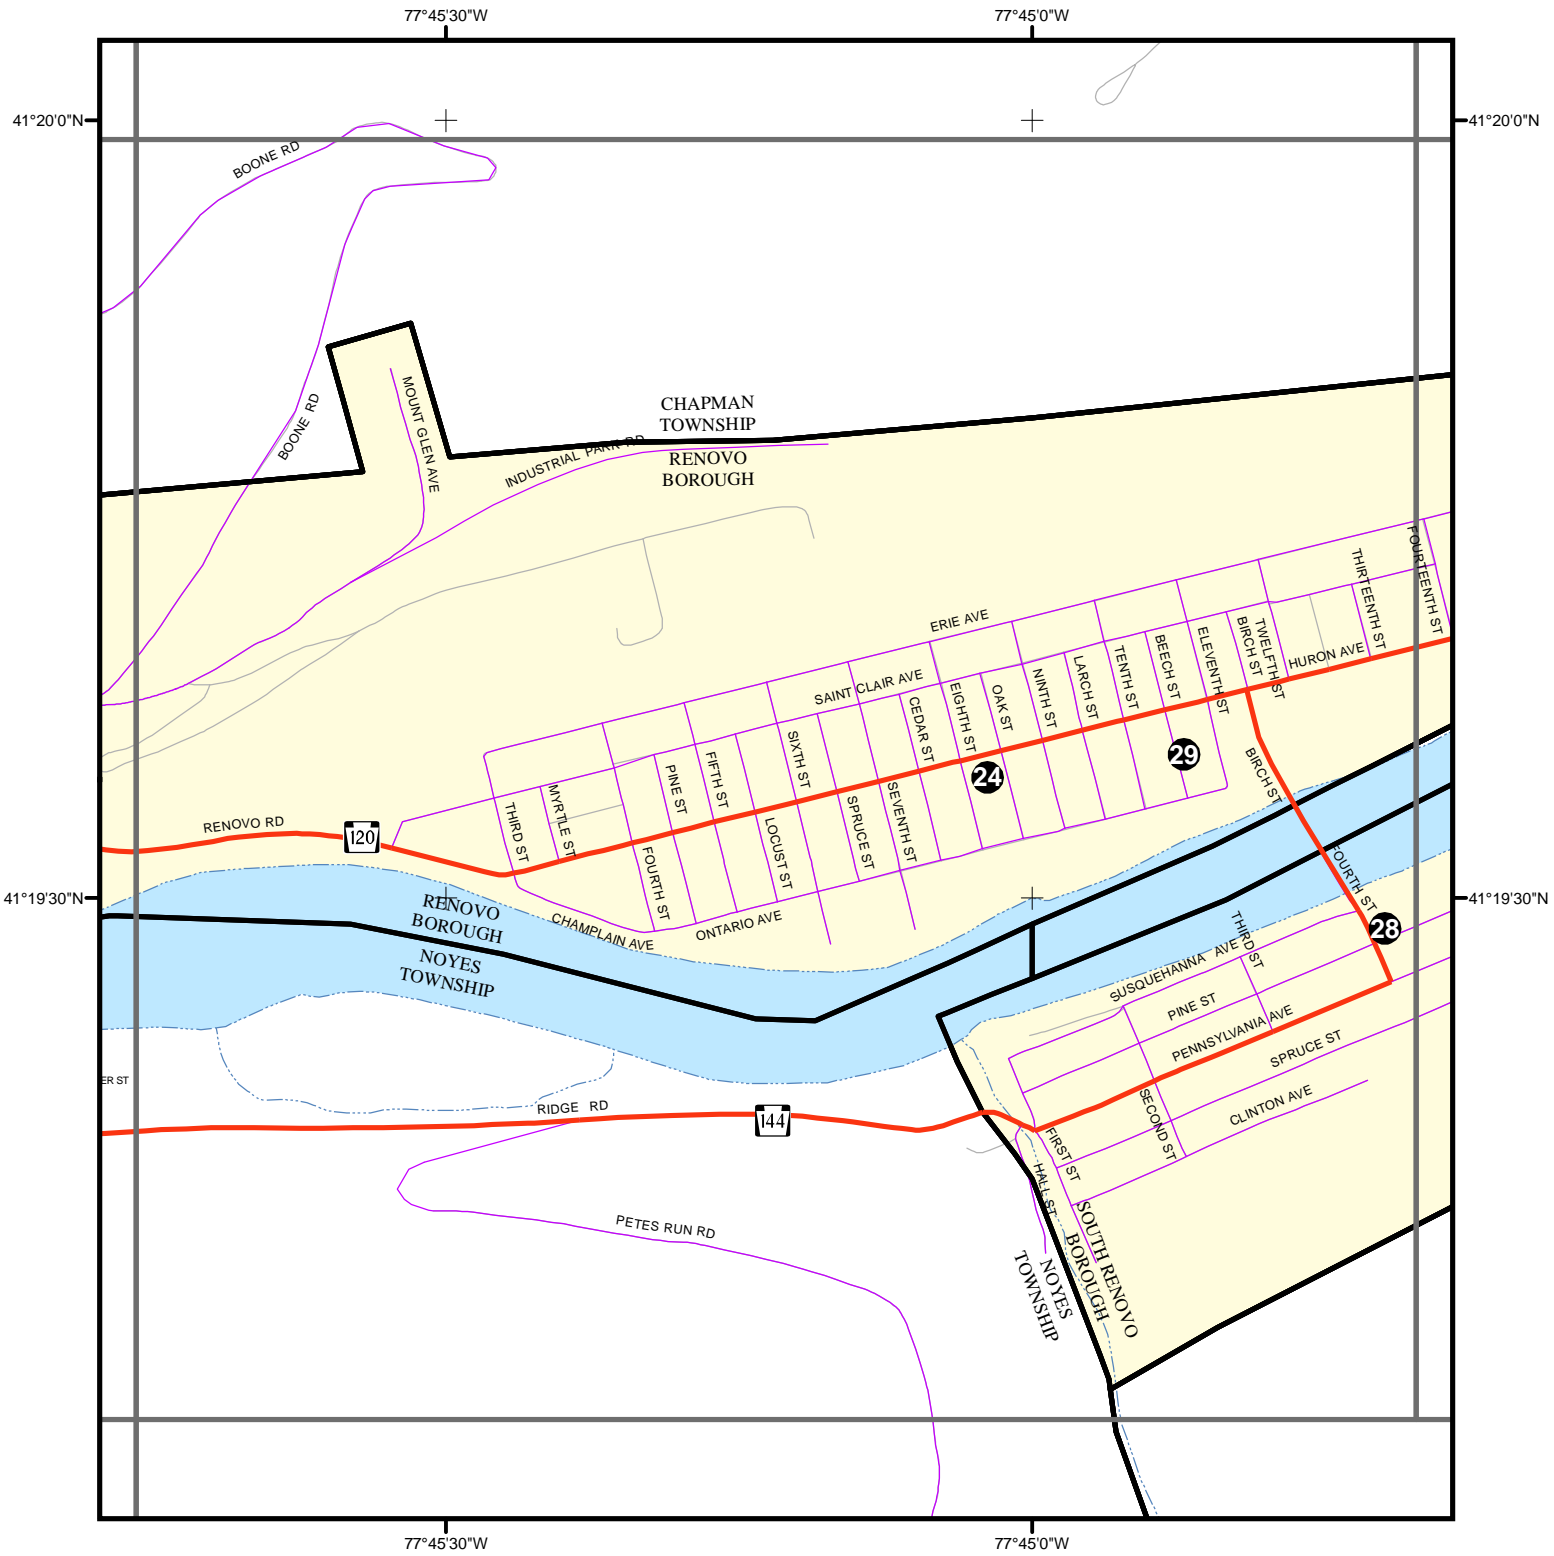 77°45'30"W
77°45'0"W
41°20'0"N
41°20'0"N
BOONE RD
BOONE RD
MOUNT GLEN AVE
CHAPMAN
TOWNSHIP
INDUSTRIAL PARK RD
RENOVO
BOROUGH
FOURTEENTH ST
THIRTEENTH ST
ERIE AVE
TWELFTH ST
BIRCH ST
HURON AVE
ELEVENTH ST
BEECH ST
TENTH ST
LARCH ST
NINTH ST
SAINT CLAIR AVE
OAK ST
EIGHTH ST
CEDAR ST
SIXTH ST
FIFTH ST
PINE ST
29
24
BIRCH ST
MYRTLE ST
THIRD ST
SEVENTH ST
SPRUCE ST
LOCUST ST
RENOVO RD
120
FOURTH ST
FOURTH ST
41°19'30"N
41°19'30"N
RENOVO
BOROUGH
CHAMPLAIN AVE
ONTARIO AVE
THIRD ST
28
NOYES
TOWNSHIP
SUSQUEHANNA AVE
PINE ST
PENNSYLVANIA AVE
SPRUCE ST
ER ST
RIDGE RD
144
SECOND ST
CLINTON AVE
FIRST ST
HALL ST
PETES RUN RD
SOUTH RENOVO
BOROUGH
NOYES
TOWNSHIP
77°45'30"W
77°45'0"W